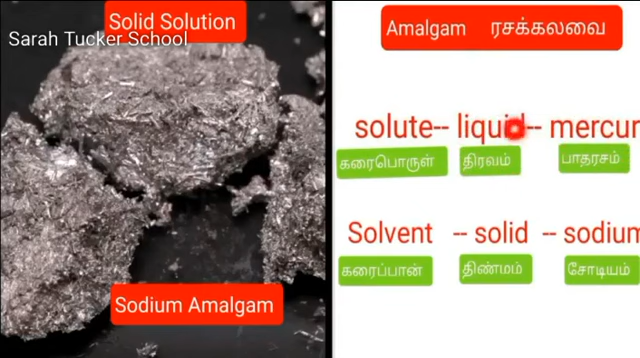 Solid Solution
Sarah Tucker School
Sodium Amalgam
Amalgam ரசக்கலவை
solute-- liquid-- mercur
கரைபொருள் திரவம் பாதரசம்
Solvent -- solid -- sodium
கரைப்பான் திண்மம் சோடியம்